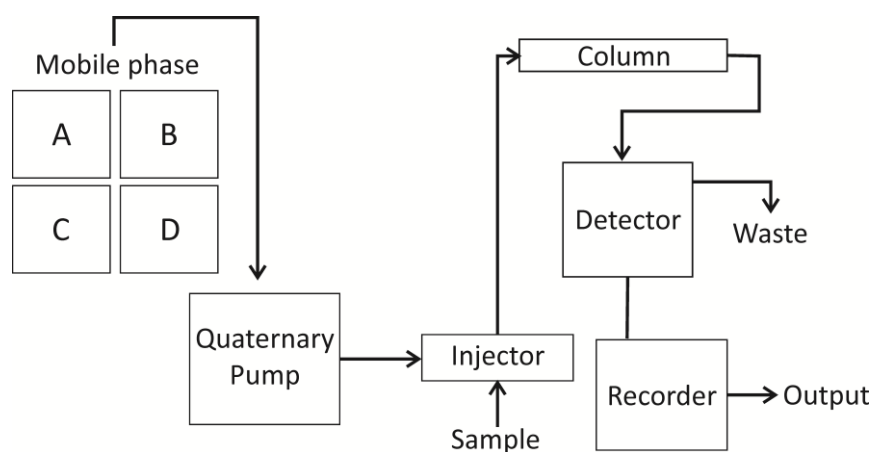 Mobile phase
A
B
C
D
Quaternary
Pump
Injector
Sample
Column
Detector
Waste
Recorder
Output